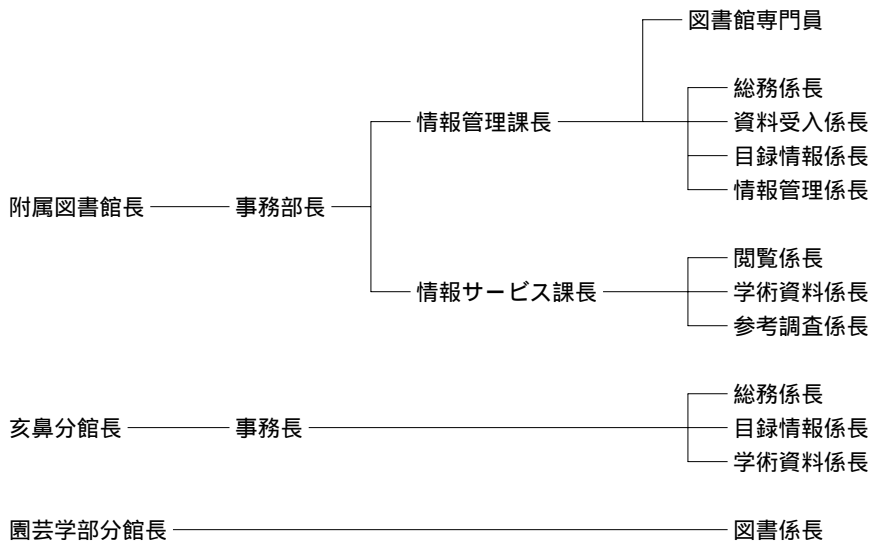 図書館専門員
総務係長
情報管理課長
資料受入係長
目録情報係長
情報管理係長
附属図書館長
事務部長
閲覧係長
情報サービス課長
学術資料係長
参考調査係長
総務係長
亥鼻分館長
事務長
目録情報係長
学術資料係長
園芸学部分館長
図書係長